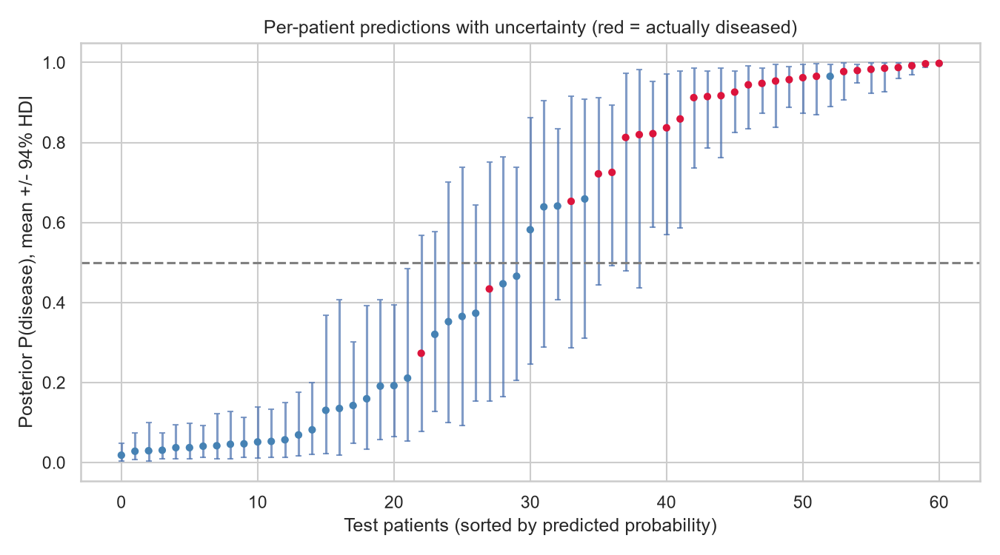 Per-patient predictions with uncertainty (red = actually diseased)
Posterior P(disease), mean +/- 94% HDI
1.0
0.8
0.6
0.4
0.2
0.0
0 10 20 30 40 50 60
Test patients (sorted by predicted probability)